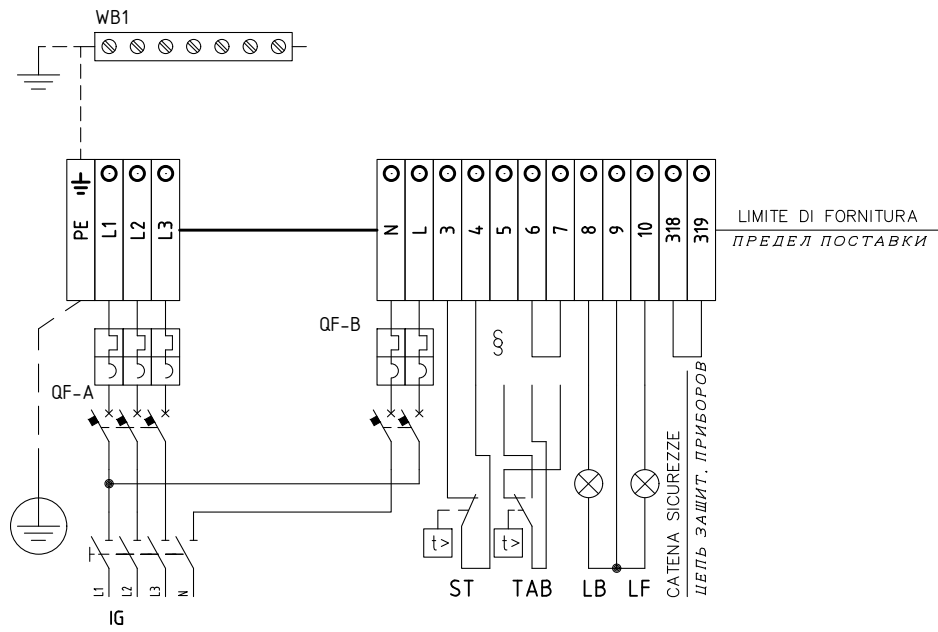 WB1
PE L1 L2 L3 N L 3 4 5 6 7 8 9 10 318 319
LIMITE DI FORNITURA
ПРЕДЕЛ ПОСТАВКИ
QF-B
§
QF-A
CATENA SICUREZZE
ЦЕПЬ ЗАЩИТ. ПРИБОРОВ
t> t>
ST TAB LB LF
L1 L2 L3 N
IG